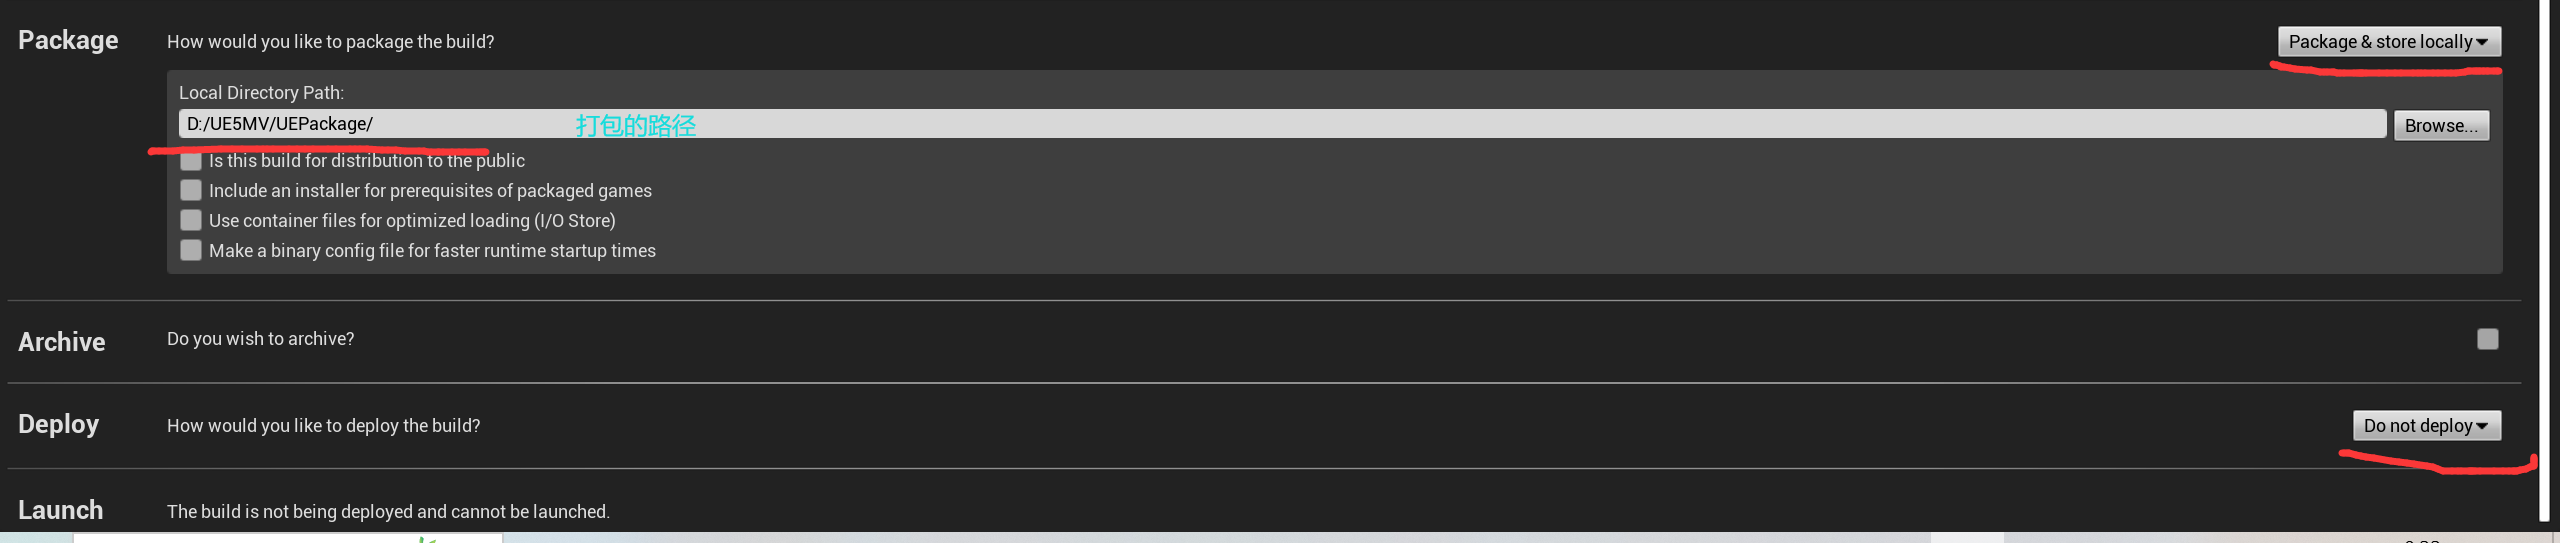 Package
How would you like to package the build?
Package & store locally
Local Directory Path:
D:/UE5MV/UEPackage/
打包的路径
Browse...
Is this build for distribution to the public
Include an installer for prerequisites of packaged games
Use container files for optimized loading (I/O Store)
Make a binary config file for faster runtime startup times
Archive
Do you wish to archive?
Deploy
How would you like to deploy the build?
Do not deploy
Launch
The build is not being deployed and cannot be launched.